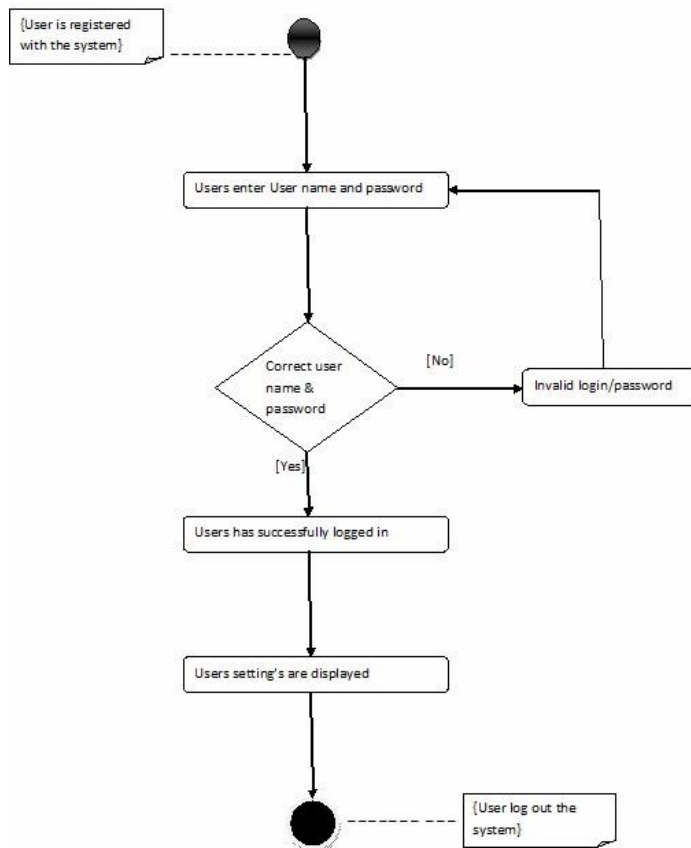 {User is registered
with the system}
Users enter User name and password
Correct user
name &
password
[No]
Invalid login/password
[Yes]
Users has successfully logged in
Users setting's are displayed
{User log out the
system}